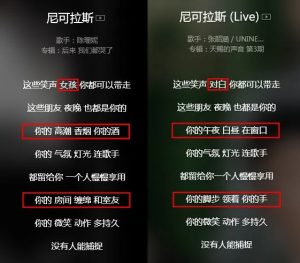 尼可拉斯
歌手：陈珊妮
专辑：后来 我们都哭了
这些笑声 女孩 你都可以带走
这些朋友 夜晚 也都是你的
你的 高潮 香烟 你的酒
你的 气氛 灯光 连歌手
都留给你 一个人慢慢享用
你的 房间 缠绵 和室友
你的 微笑 动作 多持久
没有人能捕捉
尼可拉斯 (Live)
歌手：张韶涵 / UNINE...
专辑：天赐的声音 第3期
这些笑声 对白 你都可以带走
这些朋友 夜晚 也都是你的
你的午夜 白昼 在窗口
你的 气氛 灯光 连歌手
都留给你 一个人慢慢享用
你的脚步 领着 你的手
你的 微笑 动作 多持久
没有人能捕捉